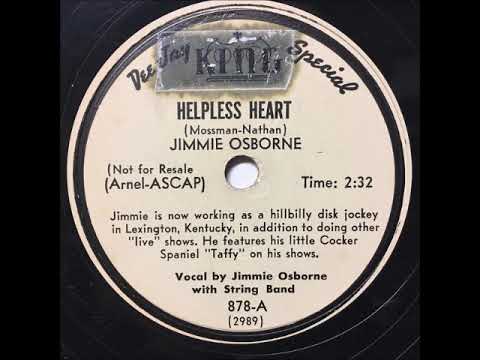 Dee-Jay Special
KING
HELPLESS HEART
(Mossman-Nathan)
JIMMIE OSBORNE
(Not for Resale
(Arnel-ASCAP)
Time: 2:32
Jimmie is now working as a hillbilly disk jockey
in Lexington, Kentucky, in addition to doing other
"live" shows. He features his little Cocker
Spaniel "Taffy" on his shows.
Vocal by Jimmie Osborne
with String Band
878-A
(2989)